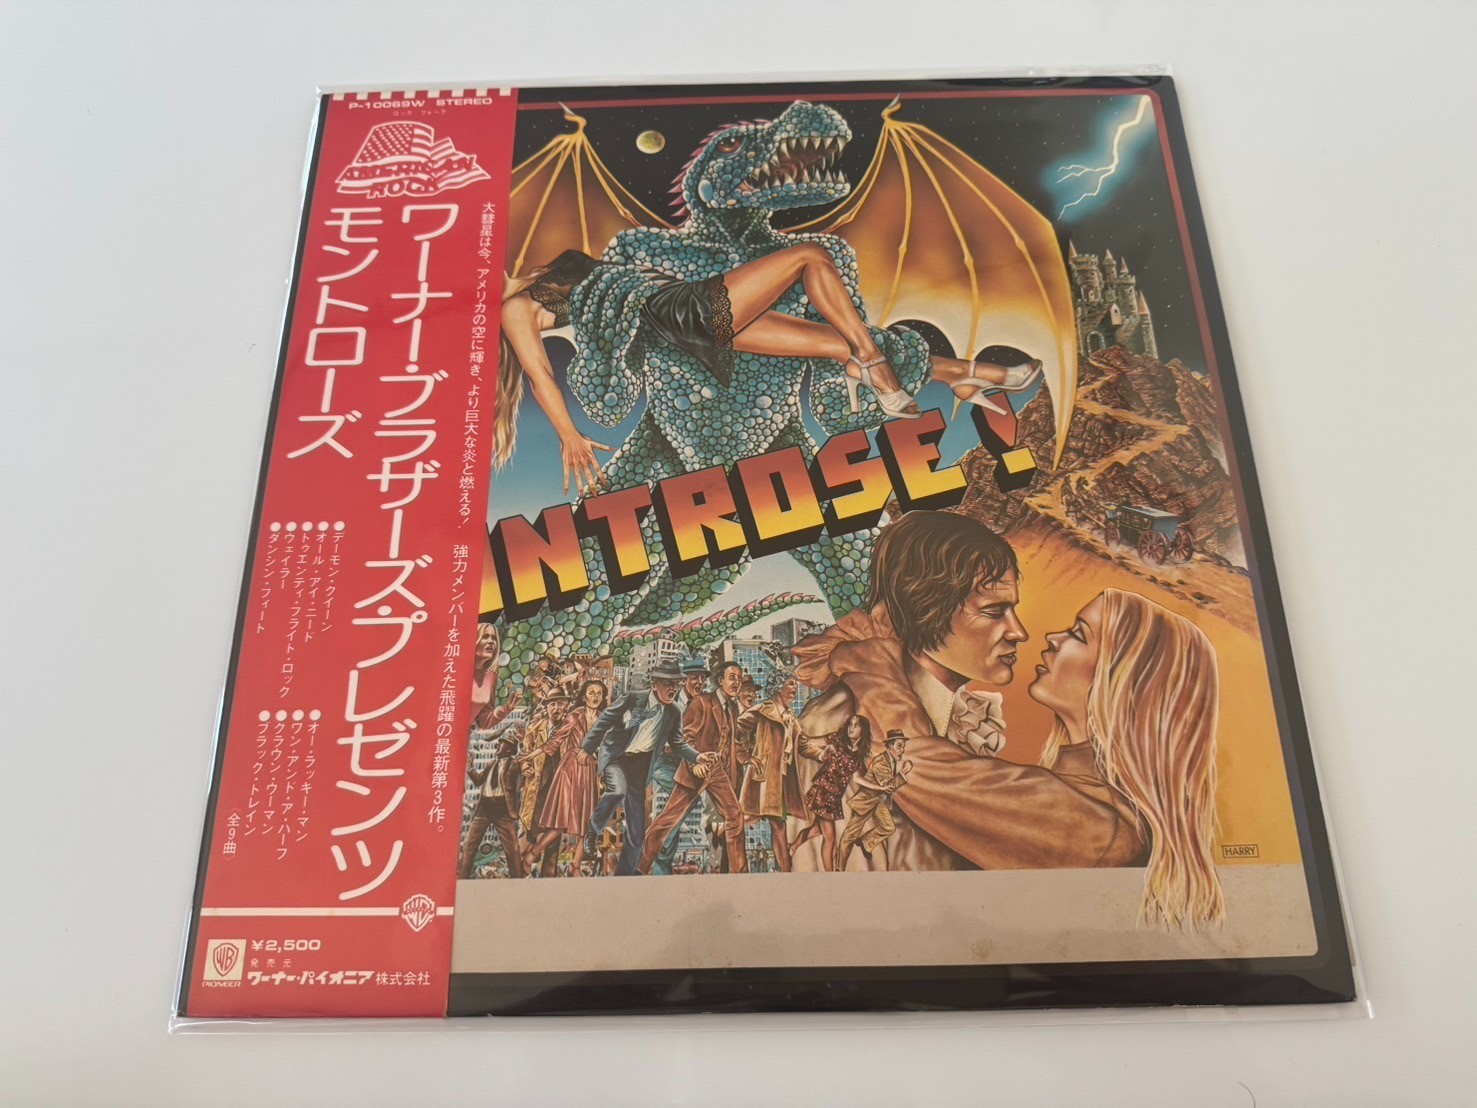 P-10069W STEREO
ロック フォーク
AMERICAN
ROCK
ワーナー・ブラザーズ・プレゼンツ
モントローズ
大彗星は今、アメリカの空に輝き、より巨大な炎と燃える! 強力メンバーを加えた飛躍の最新第3作。
●デーモン・クイーン
●オール・アイ・ニード
●トゥエンティ・フライト・ロック
●ウェイラー
●ダンシン・フィート
●オー・ラッキー・マン
●ワン・アンド・ア・ハーフ
●クラウン・ウーマン
●ブラック・トレイン
(全9曲)
WB
PIONEER
¥2,500
発売元
ワーナー・パイオニア株式会社
NTROSE!
HARRY